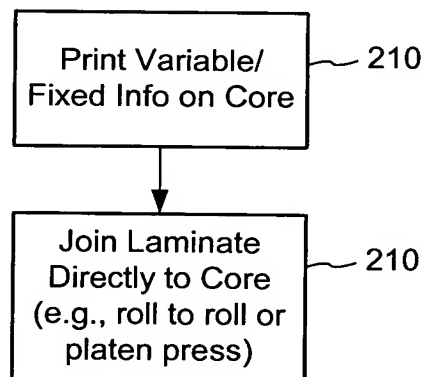 Print Variable/
Fixed Info on Core
210
Join Laminate
Directly to Core
(e.g., roll to roll or
platen press)
210